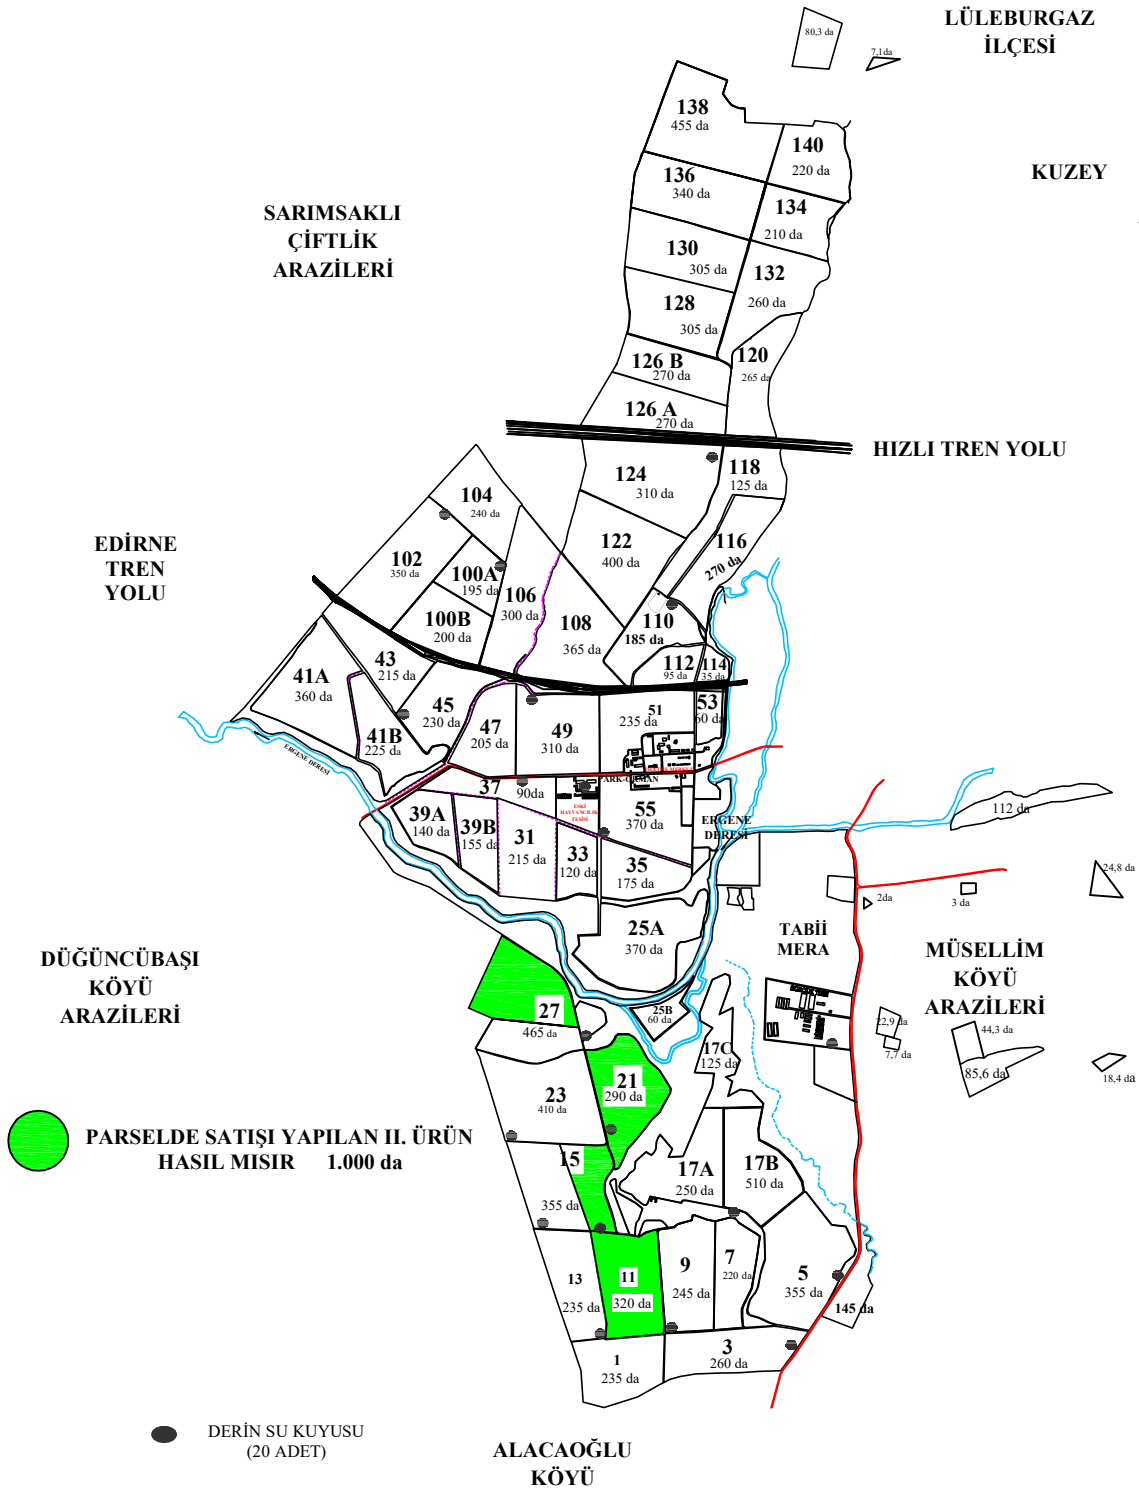 LÜLEBURGAZ
İLÇESİ
80,3 da
7,1da
138
455 da
140
220 da
KUZEY
136
340 da
134
210 da
SARIMSAKLI
ÇİFTLİK
ARAZİLERİ
130
305 da
132
260 da
128
305 da
120
265 da
126 B
270 da
126 A
270 da
HIZLI TREN YOLU
124
310 da
118
125 da
104
240 da
EDİRNE
TREN
YOLU
102
350 da
122
400 da
116
270 da
100A
195 da
106
300 da
100B
200 da
108
365 da
110
185 da
112
95 da
114
35 da
43
215 da
41A
360 da
45
230 da
41B
225 da
47
205 da
49
310 da
51
235 da
53
60 da
ERGENE DERESİ
37
90da
PARK-ORMAN
ESKİ
HAYVANCILIK
TESİSİ
55
370 da
39A
140 da
39B
155 da
31
215 da
33
120 da
35
175 da
ERGENE
DERESİ
112 da
24,8 da
2da
3 da
25A
370 da
TABİİ
MERA
DÜĞÜNCÜBAŞI
KÖYÜ
ARAZİLERİ
MÜSELLİM
KÖYÜ
ARAZİLERİ
27
465 da
25B
60 da
22,9 da
7,7 da
44,3 da
85,6 da
18,4 da
17C
125 da
21
290 da
23
410 da
PARSELDE SATIŞI YAPILAN II. ÜRÜN
HASIL MISIR 1.000 da
15
355 da
17A
250 da
17B
510 da
13
235 da
11
320 da
9
245 da
7
220 da
5
355 da
145 da
1
235 da
3
260 da
DERİN SU KUYUSU
(20 ADET)
ALACAOĞLU
KÖYÜ